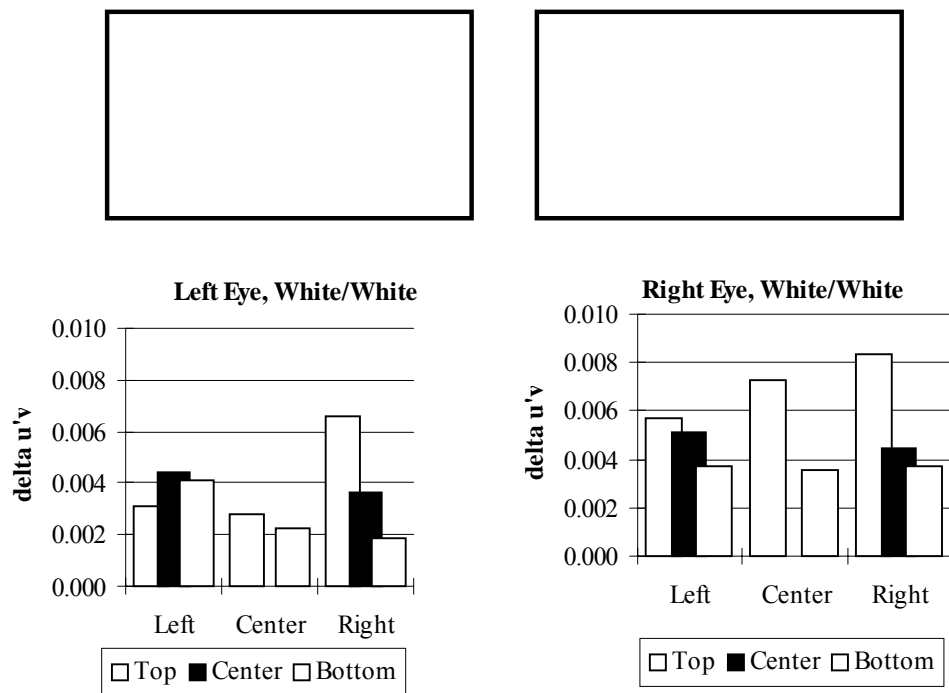 Left Eye, White/White
0.010
0.008
0.006
0.004
0.002
0.000
delta u'v
Left Center Right
Top Center Bottom
Right Eye, White/White
0.010
0.008
0.006
0.004
0.002
0.000
delta u'v
Left Center Right
Top Center Bottom